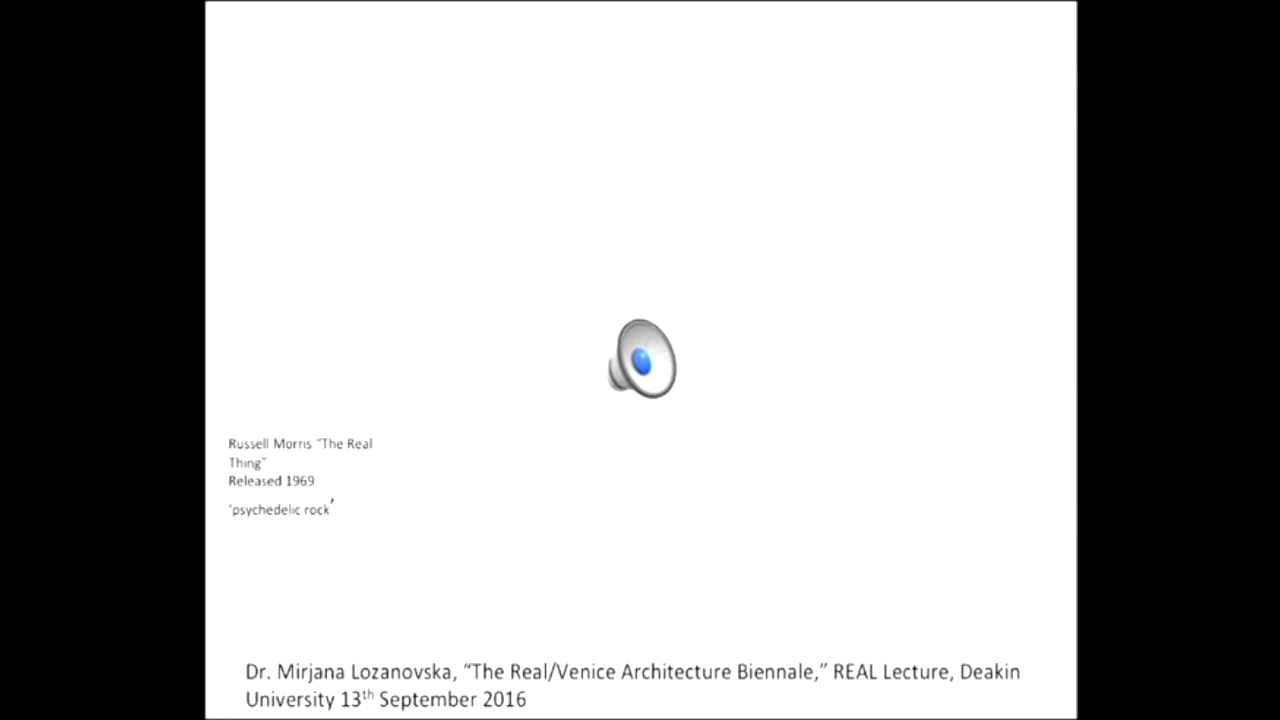 Russell Morris "The Real
Thing"
Released 1969
'psychedelic rock'
Dr. Mirjana Lozanovska, “The Real/Venice Architecture Biennale,” REAL Lecture, Deakin
University 13th September 2016